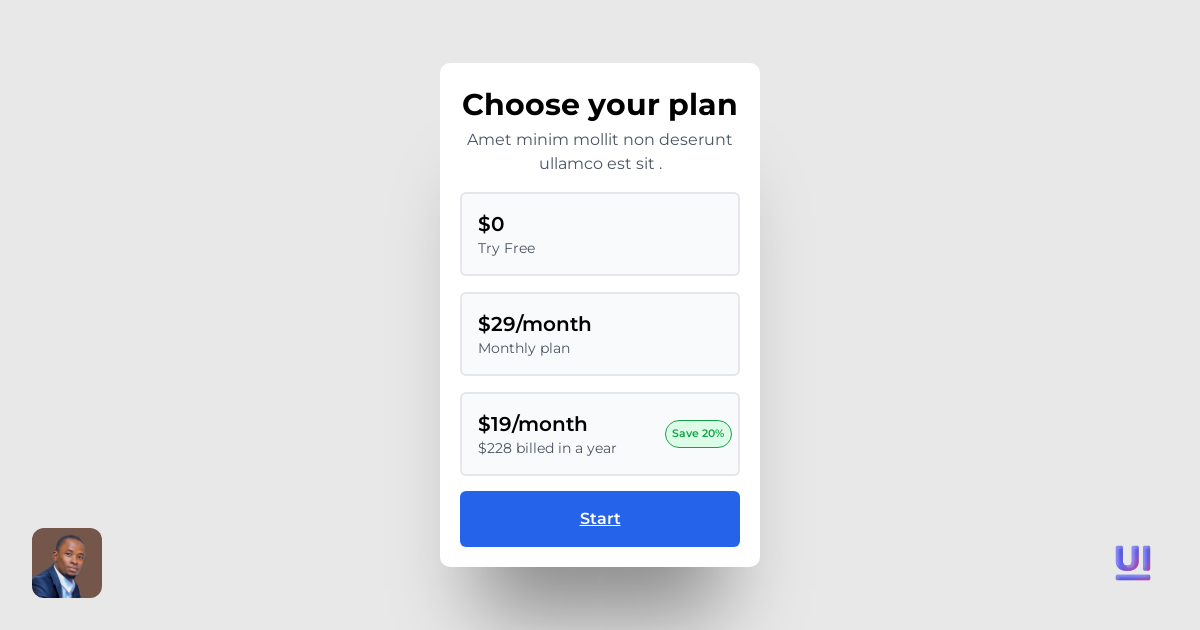 Choose your plan
Amet minim mollit non deserunt
ullamco est sit .
$0
Try Free
$29/month
Monthly plan
$19/month
$228 billed in a year
Save 20%
Start
UI